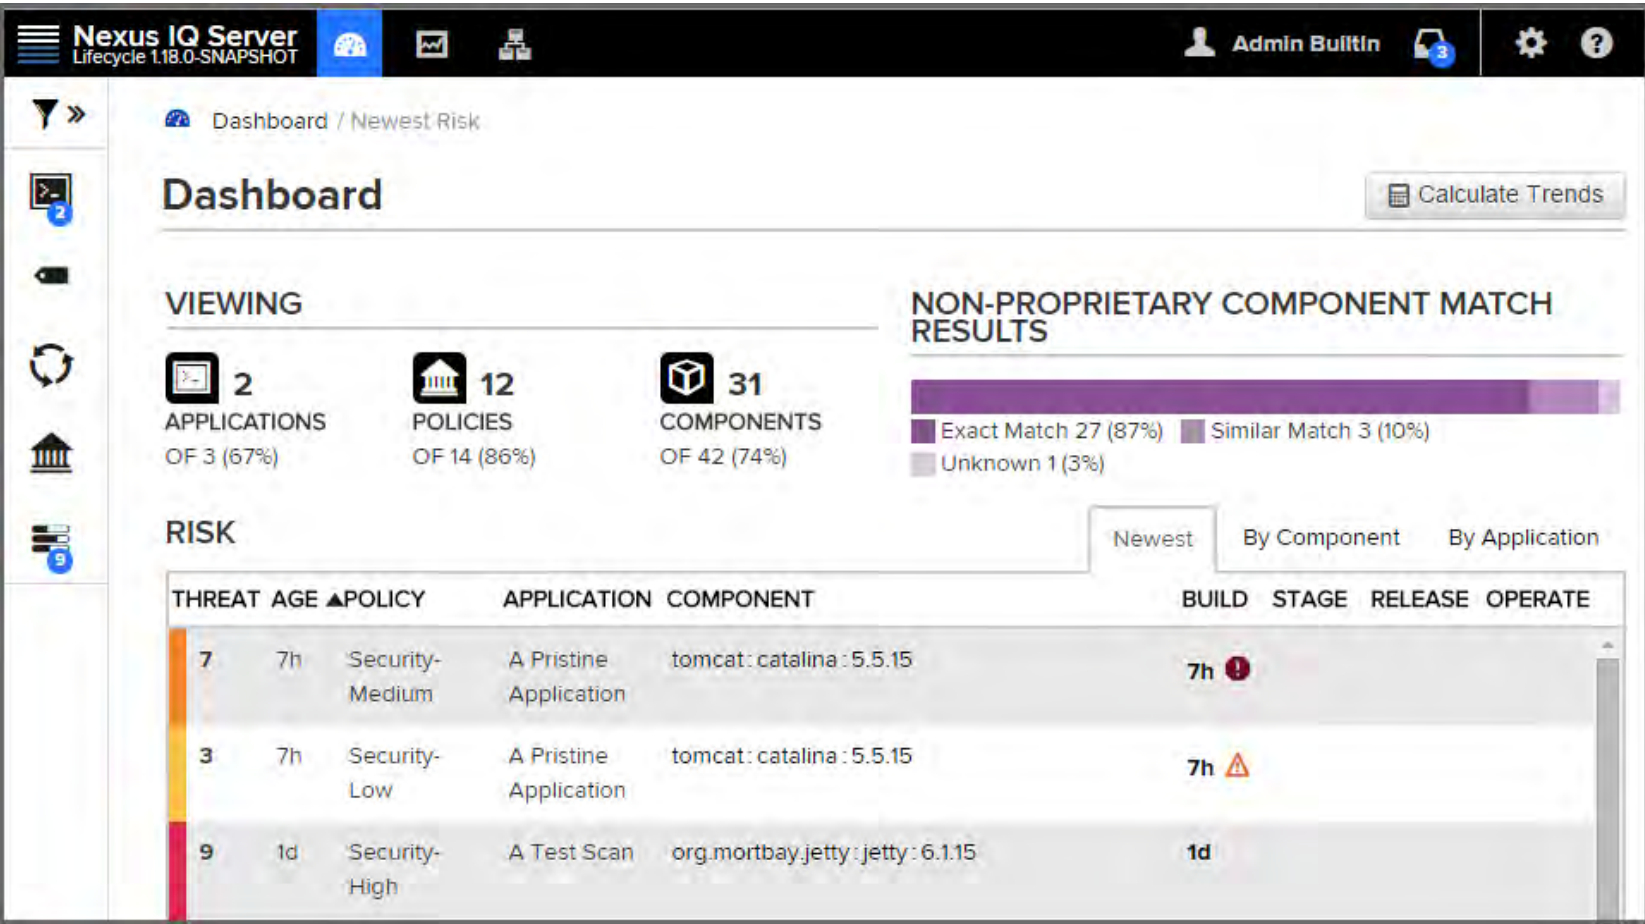 Nexus IQ Server
Lifecycle 1.18.0-SNAPSHOT
Admin BuiltIn
3
Dashboard / Newest Risk
2
9
Dashboard
Calculate Trends
VIEWING
2
APPLICATIONS
OF 3 (67%)
12
POLICIES
OF 14 (86%)
31
COMPONENTS
OF 42 (74%)
NON-PROPRIETARY COMPONENT MATCH
RESULTS
Exact Match 27 (87%) Similar Match 3 (10%)
Unknown 1 (3%)
RISK
Newest By Component By Application
THREAT AGE ▲POLICY APPLICATION COMPONENT BUILD STAGE RELEASE OPERATE
7 7h Security- A Pristine tomcat : catalina : 5.5.15 7h
Medium Application
3 7h Security- A Pristine tomcat : catalina : 5.5.15 7h
Low Application
9 1d Security- A Test Scan org.mortbay.jetty : jetty : 6.1.15 1d
High